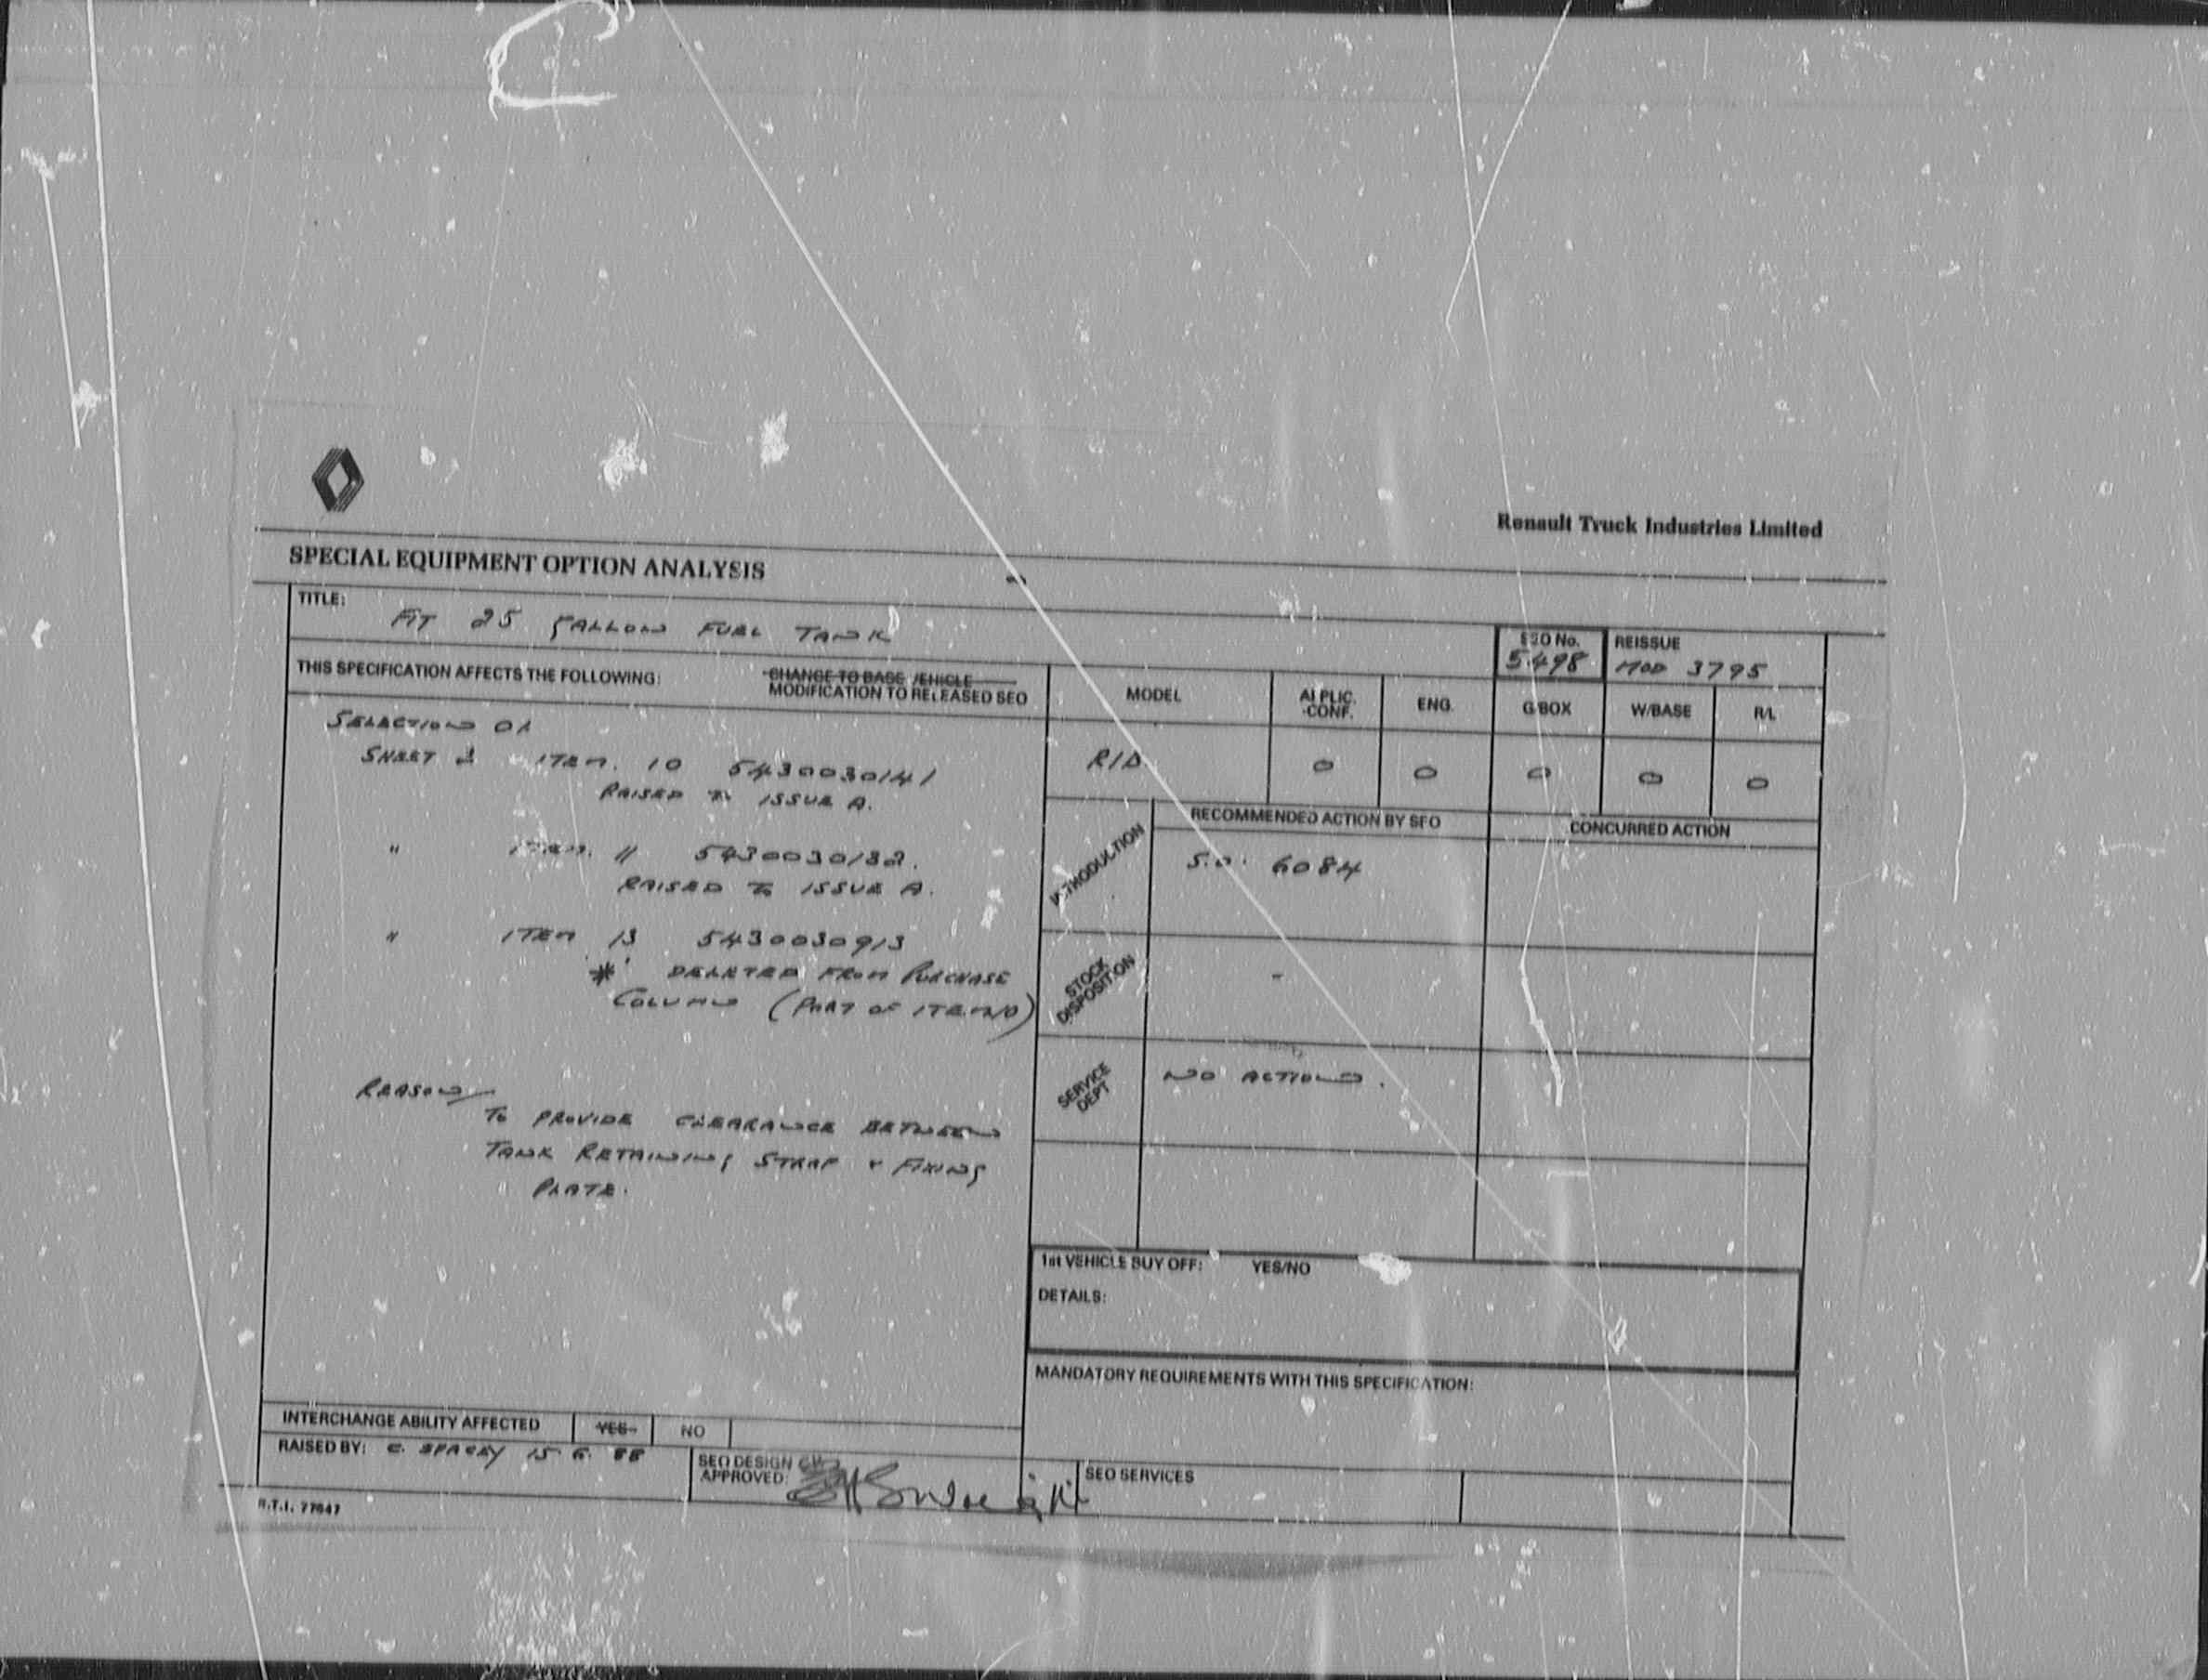 Renault Truck Industries Limited
SPECIAL EQUIPMENT OPTION ANALYSIS
TITLE:
FIT 25 GALLON FUEL TANK
SEO No.
5498
REISSUE
MOD 3795
THIS SPECIFICATION AFFECTS THE FOLLOWING:
CHANGE TO BASE VEHICLE
MODIFICATION TO RELEASED SEO
MODEL
APPLIC. CONF.
ENG.
G/BOX
W/BASE
R/L
SELECTION 01
SHEET 2 ITEM. 10 5430030141
RAISED TO ISSUE A.
R/D 0 0 0 0 0
INTRODUCTION
RECOMMENDED ACTION BY SEO
CONCURRED ACTION
" ITEM. 11 5430030182.
RAISED TO ISSUE A.
S.O. 6084
" ITEM 13 5430030913
'*' DELETED FROM PURCHASE
COLUMN (PART OF ITEM 10)
STOCK DISPOSITION
-
SERVICE DEPT
NO ACTION.
REASON
TO PROVIDE CLEARANCE BETWEEN
TANK RETAINING STRAP & FIXING
PLATE.
1st VEHICLE BUY OFF: YES/NO
DETAILS:
MANDATORY REQUIREMENTS WITH THIS SPECIFICATION:
INTERCHANGE ABILITY AFFECTED YES NO
RAISED BY: C. SPACEY 15 6. 88
SEO DESIGN
APPROVED:
SEO SERVICES
R.T.I. 77647